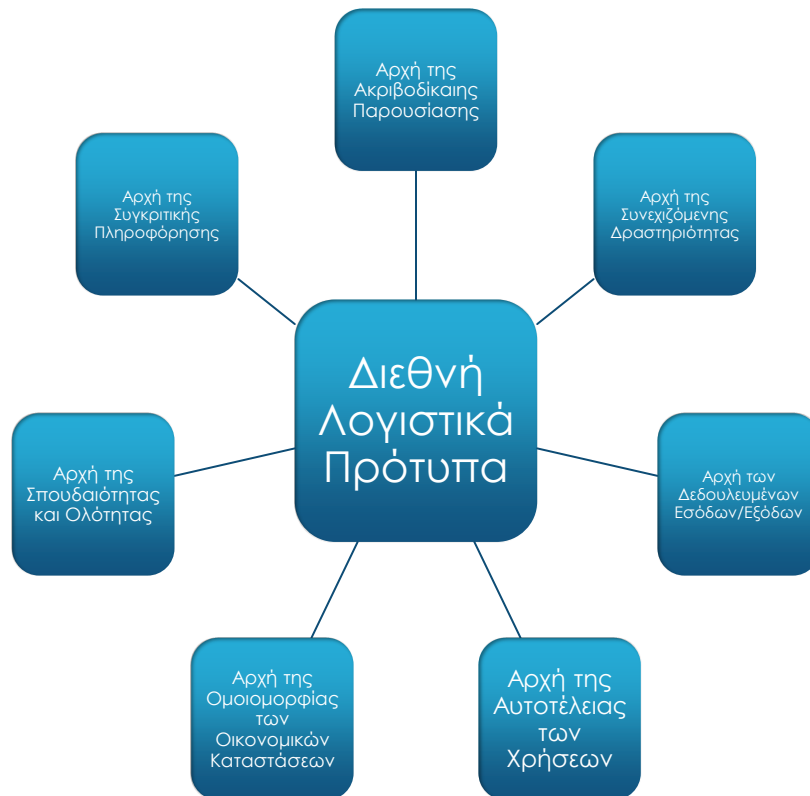 Αρχή της
Ακριβοδίκαιης
Παρουσίασης
Αρχή της
Συνεχιζόμενης
Δραστηριότητας
Αρχή των
Δεδουλευμένων
Εσόδων/Εξόδων
Αρχή της
Αυτοτέλειας
των
Χρήσεων
Αρχή της
Ομοιομορφίας
των
Οικονομικών
Καταστάσεων
Αρχή της
Σπουδαιότητας
και Ολότητας
Αρχή της
Συγκριτικής
Πληροφόρησης
Διεθνή
Λογιστικά
Πρότυπα